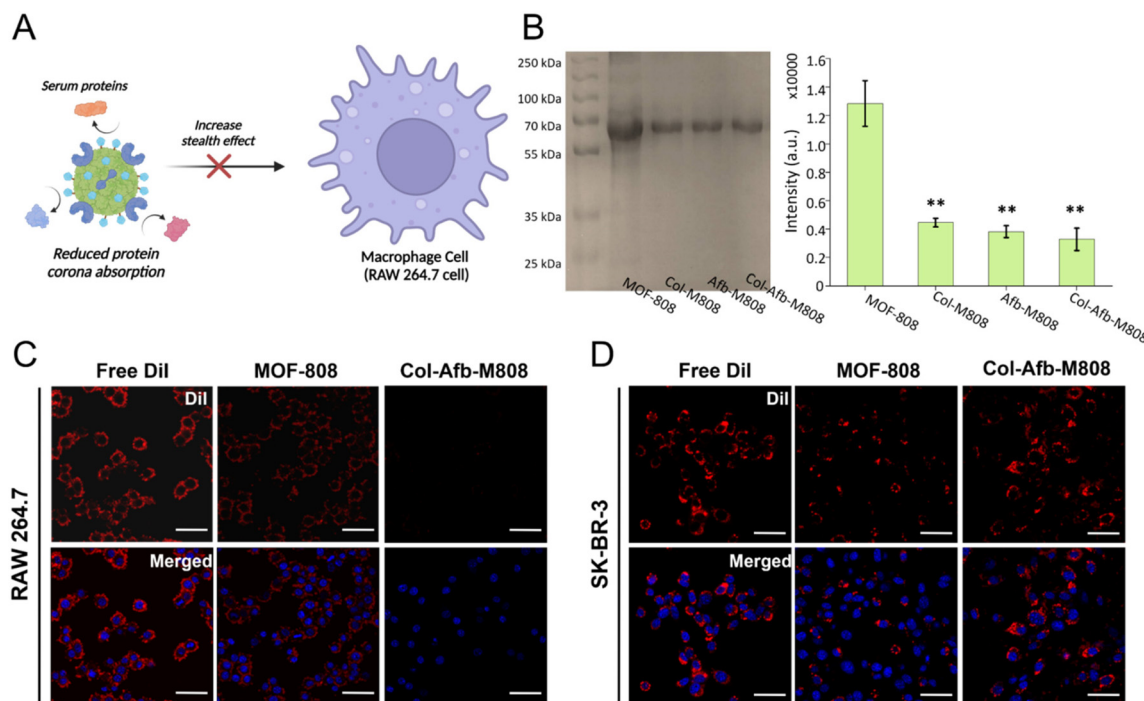 A
Serum proteins
Increase
stealth effect
Reduced protein
corona absorption
Macrophage Cell
(RAW 264.7 cell)
B
250 kDa
100 kDa
70 kDa
55 kDa
35 kDa
25 kDa
MOF-808
Col-M808
Afb-M808
Col-Afb-M808
x10000
Intensity (a.u.)
1.6
1.4
1.2
1.0
0.8
0.6
0.4
0.2
0
**
**
**
MOF-808
Col-M808
Afb-M808
Col-Afb-M808
C
Free DiI
MOF-808
Col-Afb-M808
RAW 264.7
DiI
Merged
D
Free DiI
MOF-808
Col-Afb-M808
SK-BR-3
DiI
Merged